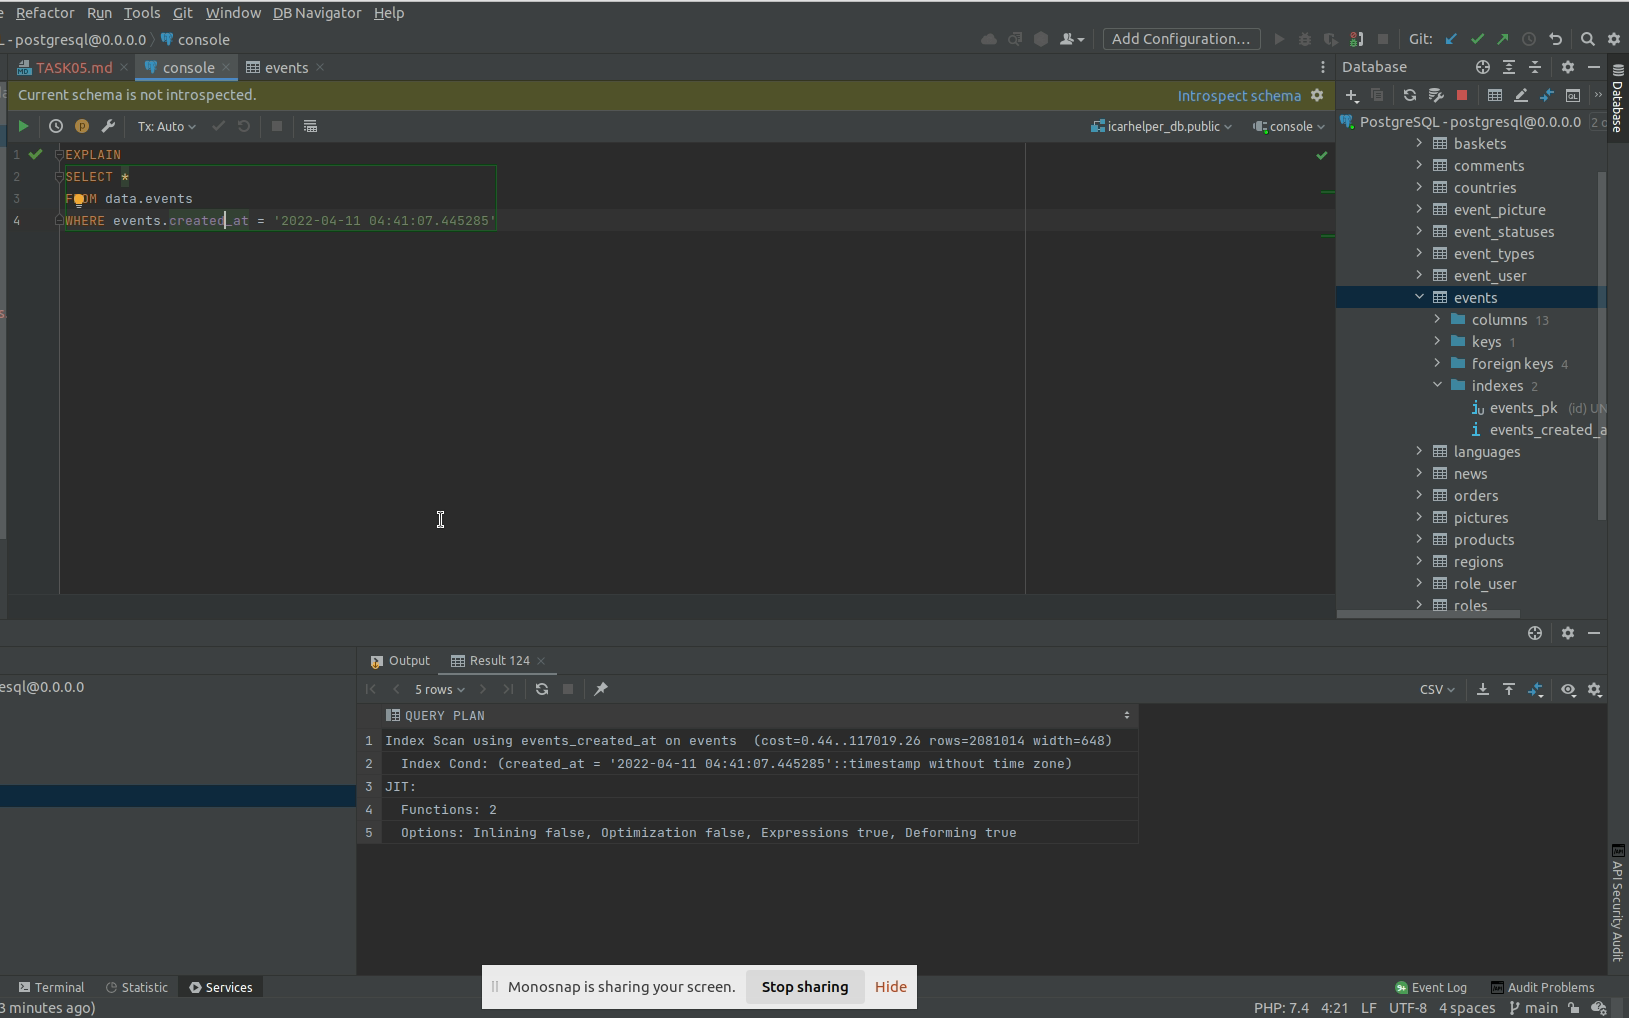 e Refactor Run Tools Git Window DB Navigator Help
L - postgresql@0.0.0.0 console Add Configuration... Git:
TASK05.md console events Database
Current schema is not introspected. Introspect schema
Tx: Auto icarhelper_db.public console
PostgreSQL - postgresql@0.0.0.0 2 o
1 EXPLAIN
2 SELECT *
3 FROM data.events
4 WHERE events.created_at = '2022-04-11 04:41:07.445285'
baskets
comments
countries
event_picture
event_statuses
event_types
event_user
events
columns 13
keys 1
foreign keys 4
indexes 2
events_pk (id) UN
events_created_a
languages
news
orders
pictures
products
regions
role_user
roles
Database
Output Result 124
esql@0.0.0.0
5 rows CSV
QUERY PLAN
1 Index Scan using events_created_at on events (cost=0.44..117019.26 rows=2081014 width=648)
2 Index Cond: (created_at = '2022-04-11 04:41:07.445285'::timestamp without time zone)
3 JIT:
4 Functions: 2
5 Options: Inlining false, Optimization false, Expressions true, Deforming true
API Security Audit
Terminal Statistic Services Event Log Audit Problems
Monosnap is sharing your screen. Stop sharing Hide
3 minutes ago) PHP: 7.4 4:21 LF UTF-8 4 spaces main